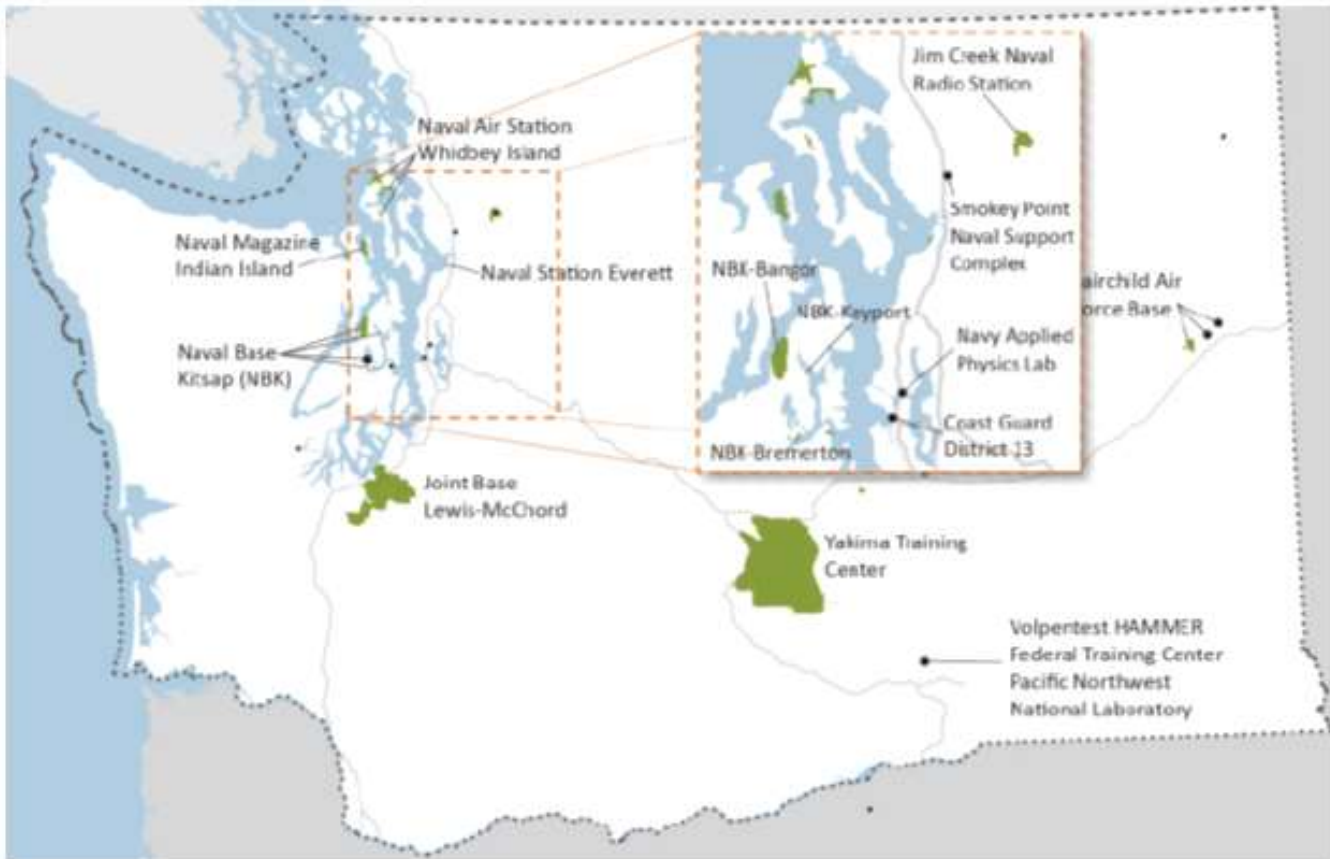 Jim Creek Naval
Radio Station
Naval Air Station
Whidbey Island
Smokey Point
Naval Support
Complex
Naval Magazine
Indian Island
Naval Station Everett
NBK-Bangor
NBK-Keyport
airchild Air
orce Base
Naval Base
Kitsap (NBK)
Navy Applied
Physics Lab
Coast Guard
District 13
NBK-Bremerton
Joint Base
Lewis-McChord
Yakima Training
Center
Volpentest HAMMER
Federal Training Center
Pacific Northwest
National Laboratory